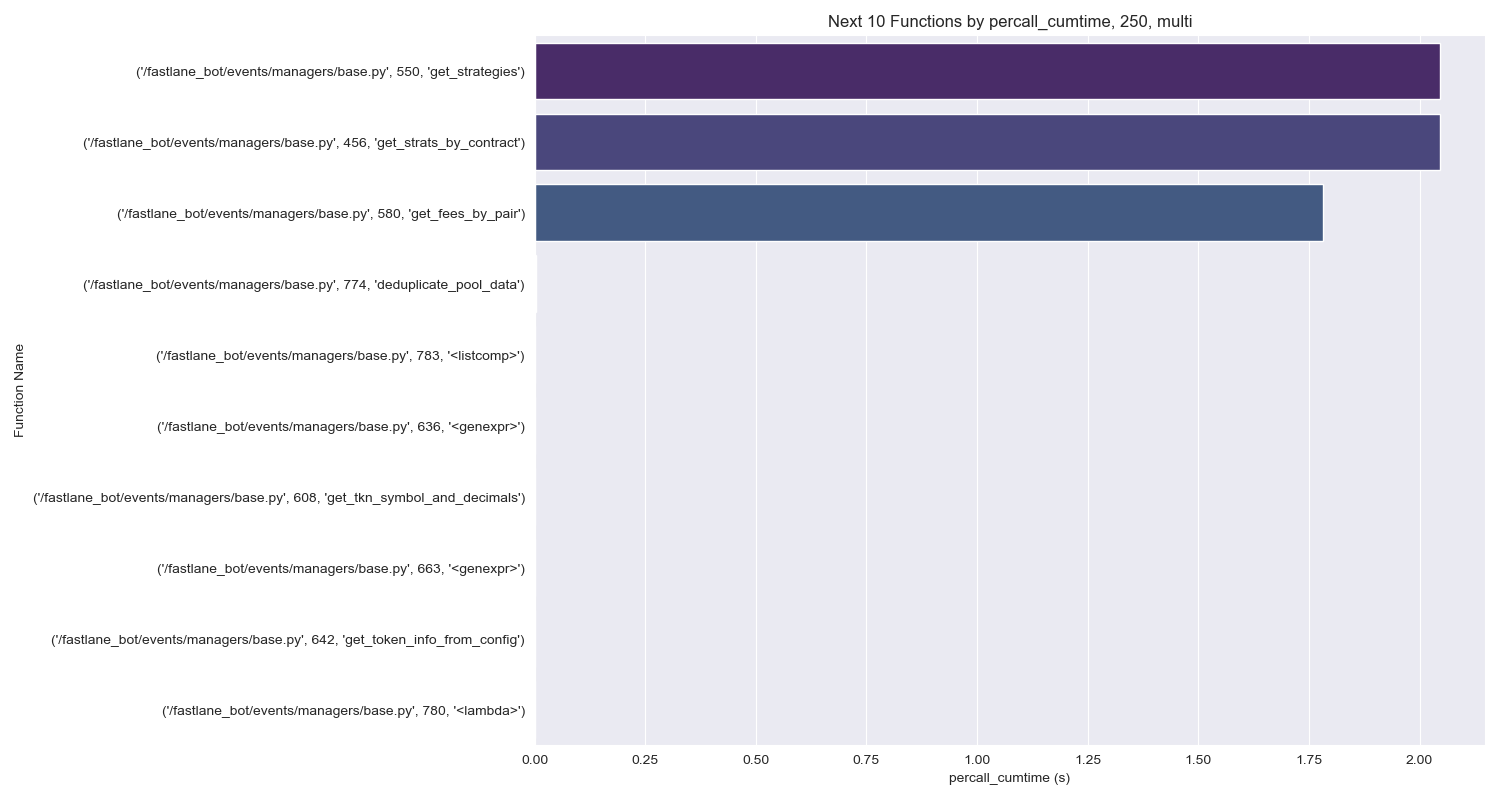 Next 10 Functions by percall_cumtime, 250, multi
('/fastlane_bot/events/managers/base.py', 550, 'get_strategies')
('/fastlane_bot/events/managers/base.py', 456, 'get_strats_by_contract')
('/fastlane_bot/events/managers/base.py', 580, 'get_fees_by_pair')
('/fastlane_bot/events/managers/base.py', 774, 'deduplicate_pool_data')
('/fastlane_bot/events/managers/base.py', 783, '<listcomp>')
('/fastlane_bot/events/managers/base.py', 636, '<genexpr>')
('/fastlane_bot/events/managers/base.py', 608, 'get_tkn_symbol_and_decimals')
('/fastlane_bot/events/managers/base.py', 663, '<genexpr>')
('/fastlane_bot/events/managers/base.py', 642, 'get_token_info_from_config')
('/fastlane_bot/events/managers/base.py', 780, '<lambda>')
Function Name
0.00 0.25 0.50 0.75 1.00 1.25 1.50 1.75 2.00
percall_cumtime (s)